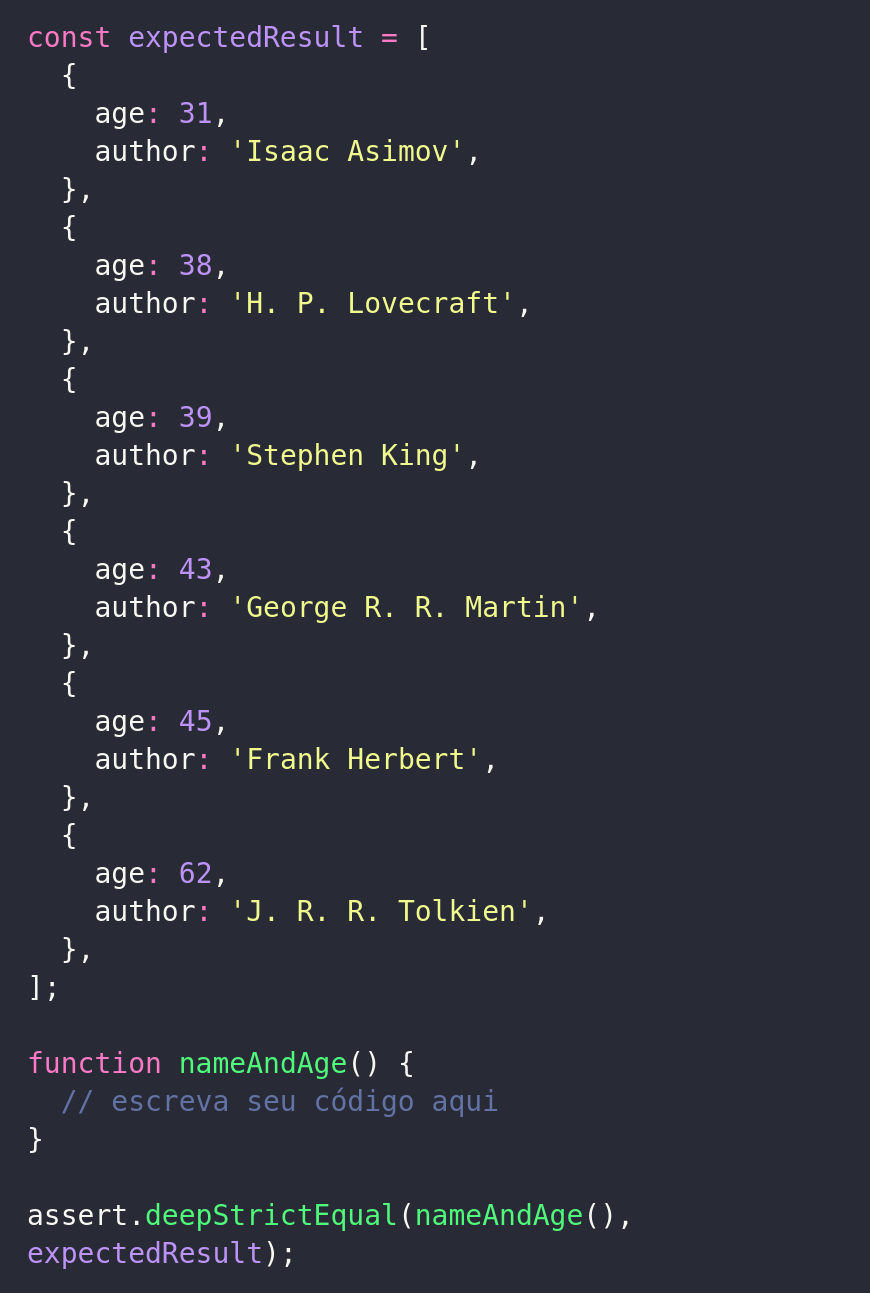 const expectedResult = [
  {
    age: 31,
    author: 'Isaac Asimov',
  },
  {
    age: 38,
    author: 'H. P. Lovecraft',
  },
  {
    age: 39,
    author: 'Stephen King',
  },
  {
    age: 43,
    author: 'George R. R. Martin',
  },
  {
    age: 45,
    author: 'Frank Herbert',
  },
  {
    age: 62,
    author: 'J. R. R. Tolkien',
  },
];

function nameAndAge() {
  // escreva seu código aqui
}

assert.deepStrictEqual(nameAndAge(),
expectedResult);